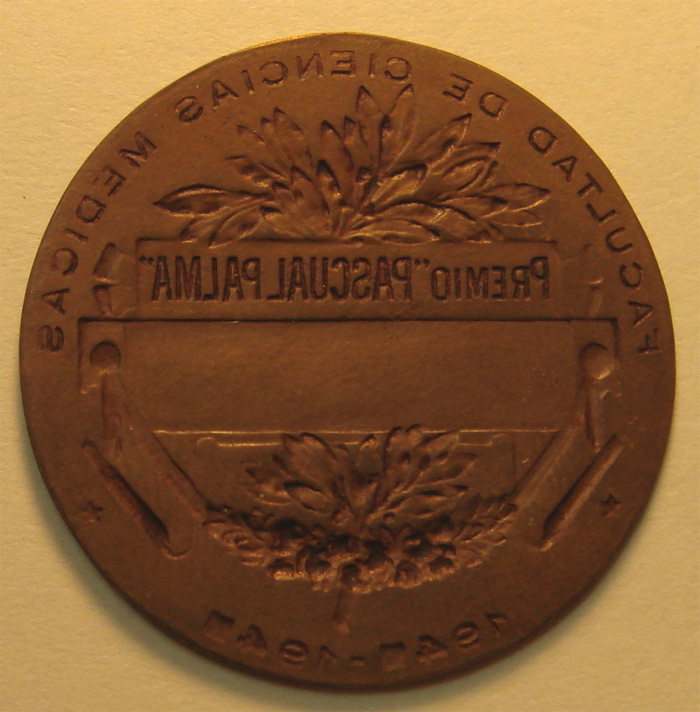 FACULTAD DE CIENCIAS MEDICAS
PREMIO "PASCUAL PALMA"